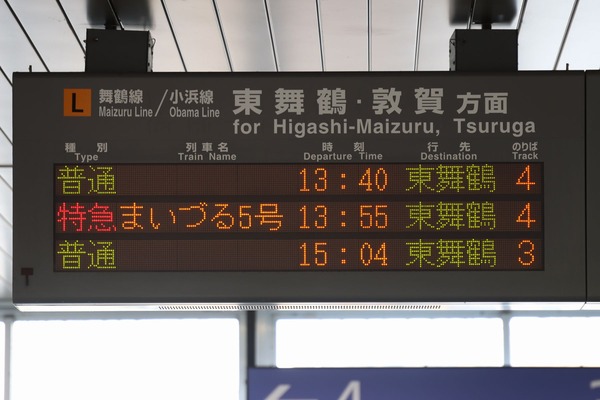 L 舞鶴線 Maizuru Line / 小浜線 Obama Line
東舞鶴・敦賀 方面
for Higashi-Maizuru, Tsuruga
種別 列車名 時刻 行先 のりば
Type Train Name Departure Time Destination Track
普通 13:40 東舞鶴 4
特急 まいづる5号 13:55 東舞鶴 4
普通 15:04 東舞鶴 3
← 4